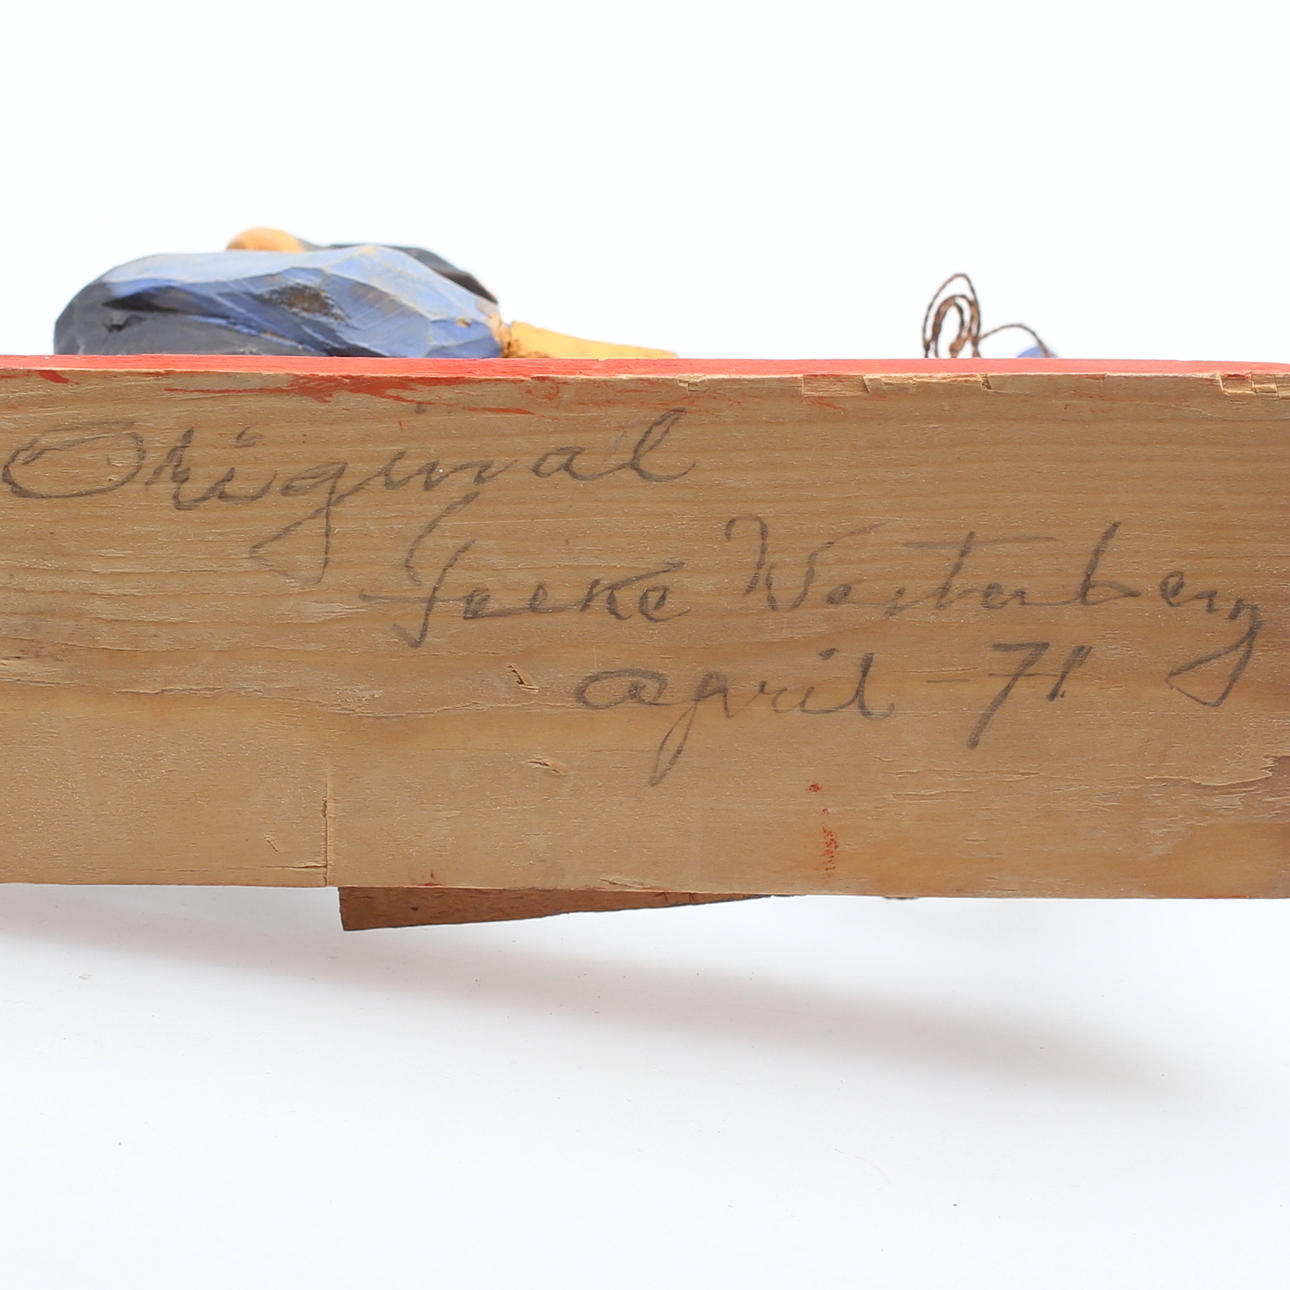 Original
Jocke Westerberg
april - 71